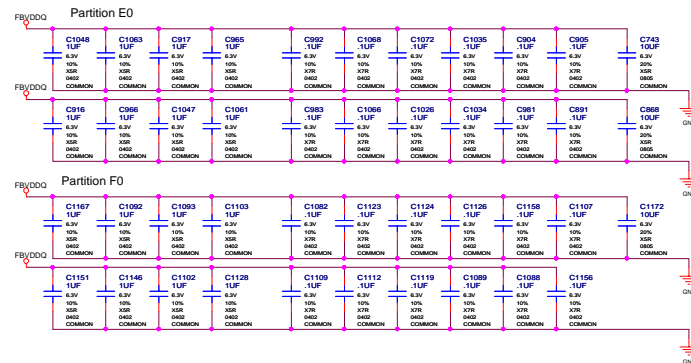 Partition E0
FBVDDQ
C1048 C1063 C917 C965 C992 C1068 C1072 C1035 C904 C905 C743
1UF 1UF 1UF 1UF .1UF .1UF .1UF .1UF .1UF .1UF 10UF
6.3V 6.3V 6.3V 6.3V 6.3V 6.3V 6.3V 6.3V 6.3V 6.3V 6.3V
10% 10% 10% 10% 10% 10% 10% 10% 10% 10% 20%
X5R X5R X5R X5R X7R X7R X7R X7R X7R X7R X5R
0402 0402 0402 0402 0402 0402 0402 0402 0402 0402 0805
COMMON COMMON COMMON COMMON COMMON COMMON COMMON COMMON COMMON COMMON COMMON
FBVDDQ
C916 C966 C1047 C1061 C983 C1066 C1026 C1034 C981 C891 C868
1UF 1UF 1UF 1UF .1UF .1UF .1UF .1UF .1UF .1UF 10UF
6.3V 6.3V 6.3V 6.3V 6.3V 6.3V 6.3V 6.3V 6.3V 6.3V 6.3V
10% 10% 10% 10% 10% 10% 10% 10% 10% 10% 20%
X5R X5R X5R X5R X7R X7R X7R X7R X7R X7R X5R
0402 0402 0402 0402 0402 0402 0402 0402 0402 0402 0805
COMMON COMMON COMMON COMMON COMMON COMMON COMMON COMMON COMMON COMMON COMMON
GN
Partition F0
FBVDDQ
C1167 C1092 C1093 C1103 C1082 C1123 C1124 C1126 C1158 C1107 C1172
1UF 1UF 1UF 1UF .1UF .1UF .1UF .1UF .1UF .1UF 10UF
6.3V 6.3V 6.3V 6.3V 6.3V 6.3V 6.3V 6.3V 6.3V 6.3V 6.3V
10% 10% 10% 10% 10% 10% 10% 10% 10% 10% 20%
X5R X5R X5R X5R X7R X7R X7R X7R X7R X7R X5R
0402 0402 0402 0402 0402 0402 0402 0402 0402 0402 0805
COMMON COMMON COMMON COMMON COMMON COMMON COMMON COMMON COMMON COMMON COMMON
GN
FBVDDQ
C1151 C1146 C1102 C1128 C1109 C1112 C1119 C1089 C1088 C1156
1UF 1UF 1UF 1UF .1UF .1UF .1UF .1UF .1UF .1UF
6.3V 6.3V 6.3V 6.3V 6.3V 6.3V 6.3V 6.3V 6.3V 6.3V
10% 10% 10% 10% 10% 10% 10% 10% 10% 10%
X5R X5R X5R X5R X7R X7R X7R X7R X7R X7R
0402 0402 0402 0402 0402 0402 0402 0402 0402 0402
COMMON COMMON COMMON COMMON COMMON COMMON COMMON COMMON COMMON COMMON
GN
GN